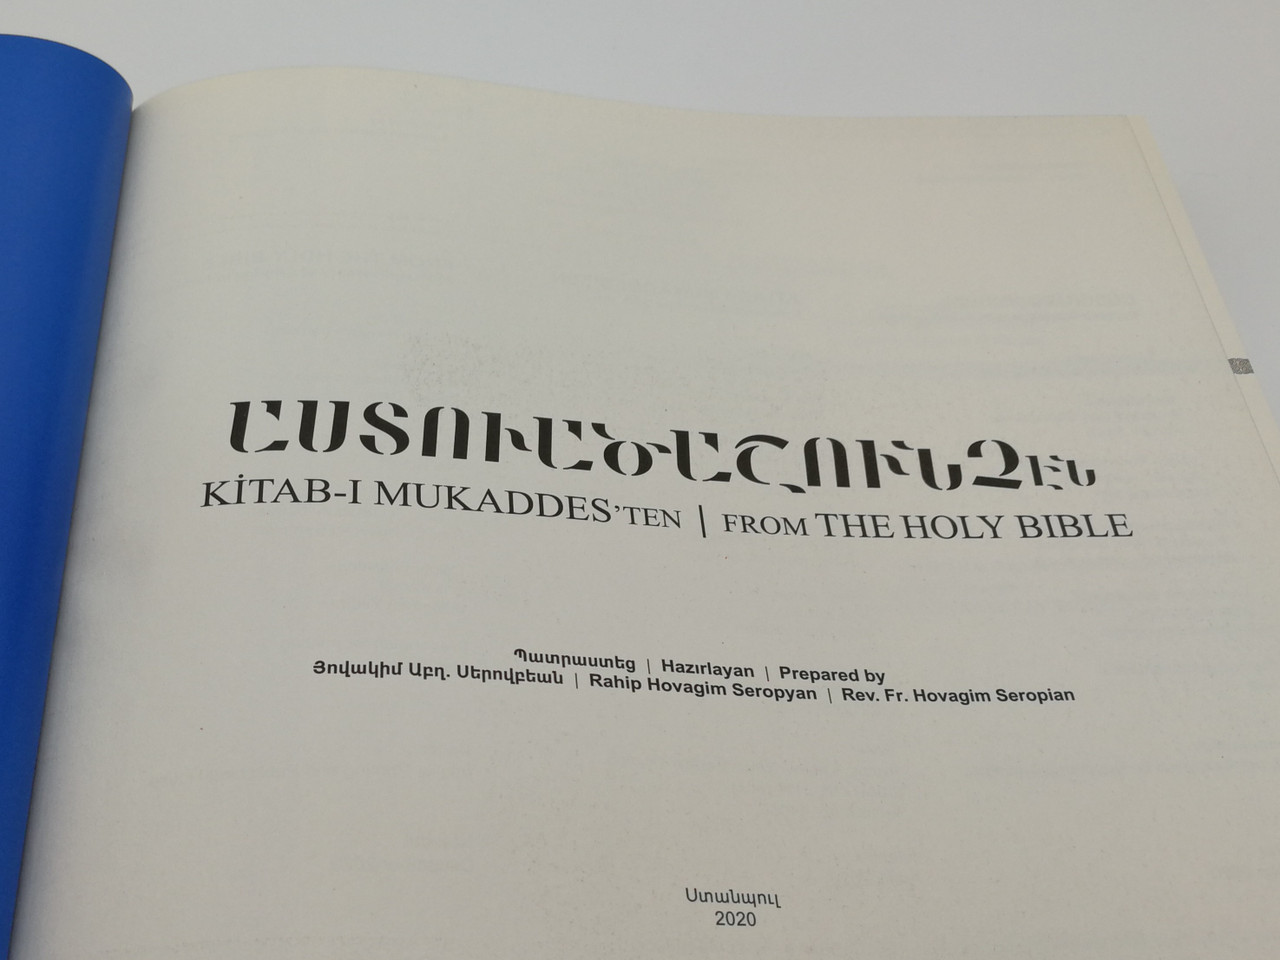 ԱՍՏՈՒԱԾԱՇՈՒՆՉԷՆ
KİTAB-I MUKADDES’TEN | FROM THE HOLY BIBLE
Պատրաստեց | Hazırlayan | Prepared by
Յովակիմ Աբղ. Սերովբեան | Rahip Hovagim Seropyan | Rev. Fr. Hovagim Seropian
Ստանպուլ
2020